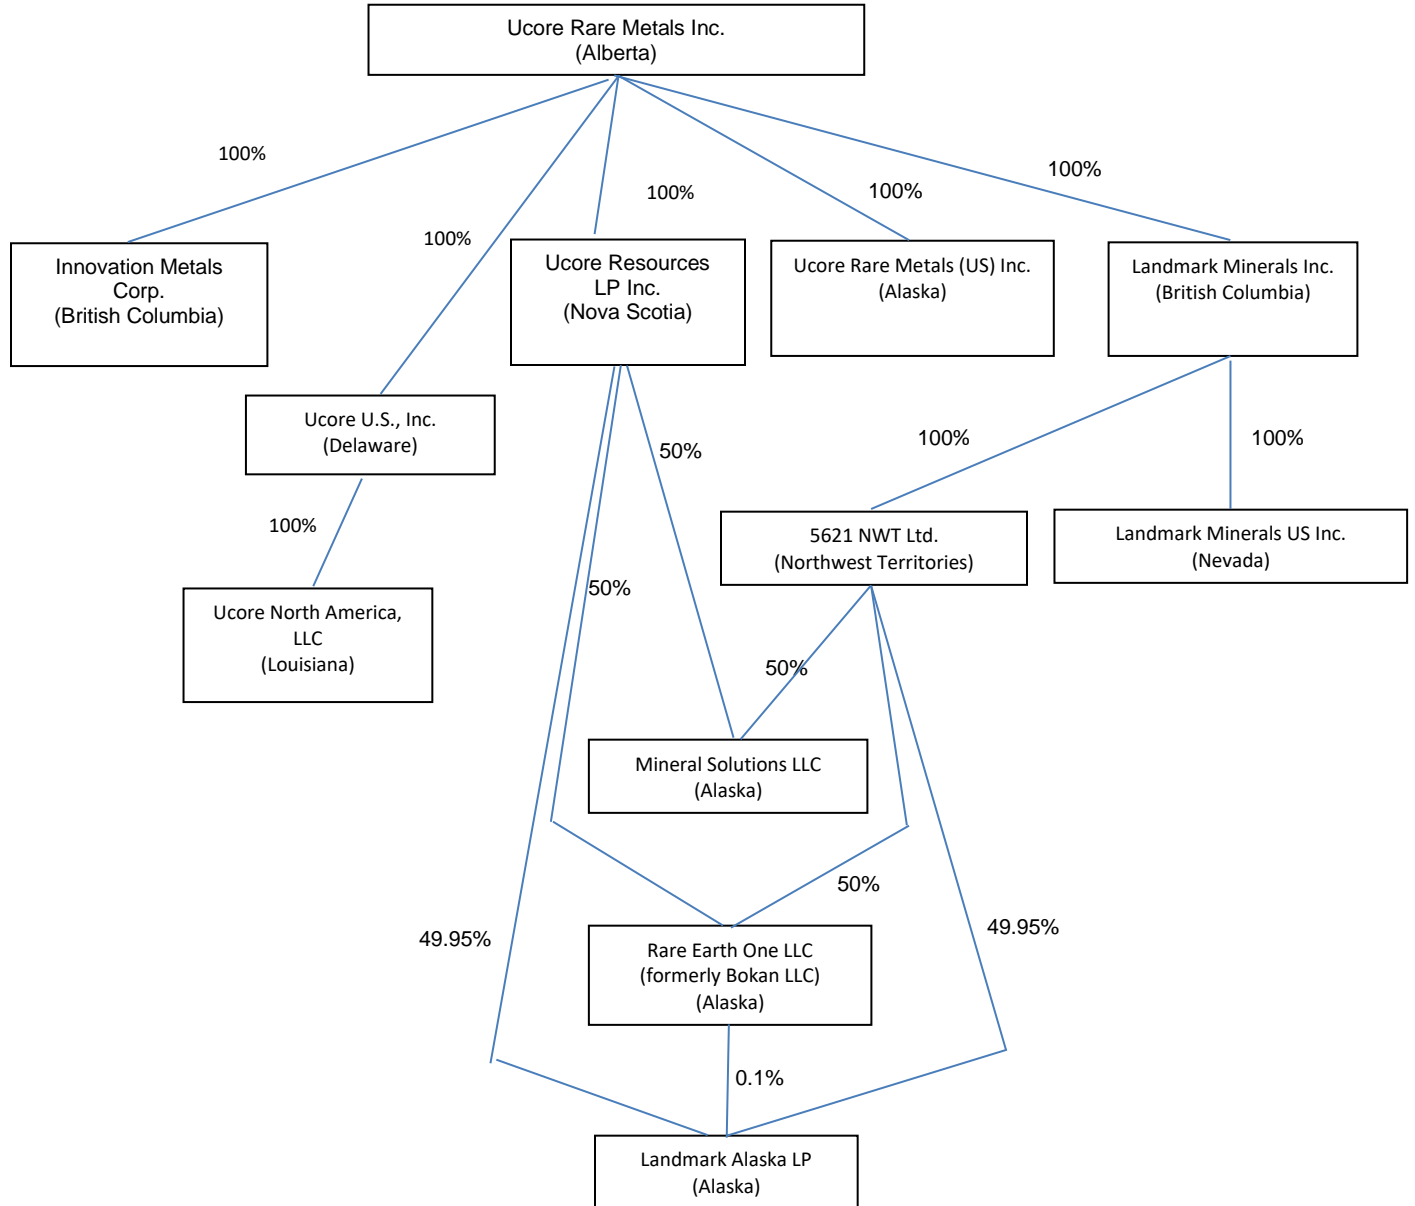 Ucore Rare Metals Inc.
(Alberta)
100%
100%
100%
100%
100%
Innovation Metals
Corp.
(British Columbia)
Ucore Resources
LP Inc.
(Nova Scotia)
Ucore Rare Metals (US) Inc.
(Alaska)
Landmark Minerals Inc.
(British Columbia)
Ucore U.S., Inc.
(Delaware)
50%
100%
100%
100%
5621 NWT Ltd.
(Northwest Territories)
Landmark Minerals US Inc.
(Nevada)
50%
Ucore North America,
LLC
(Louisiana)
50%
Mineral Solutions LLC
(Alaska)
50%
49.95%
49.95%
Rare Earth One LLC
(formerly Bokan LLC)
(Alaska)
0.1%
Landmark Alaska LP
(Alaska)